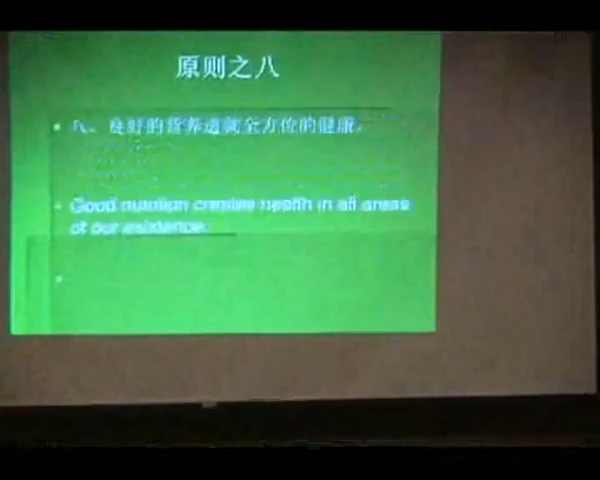 原则之八
八、良好的营养造就全方位的健康。
Good nutrition creates health in all areas
of our existence.